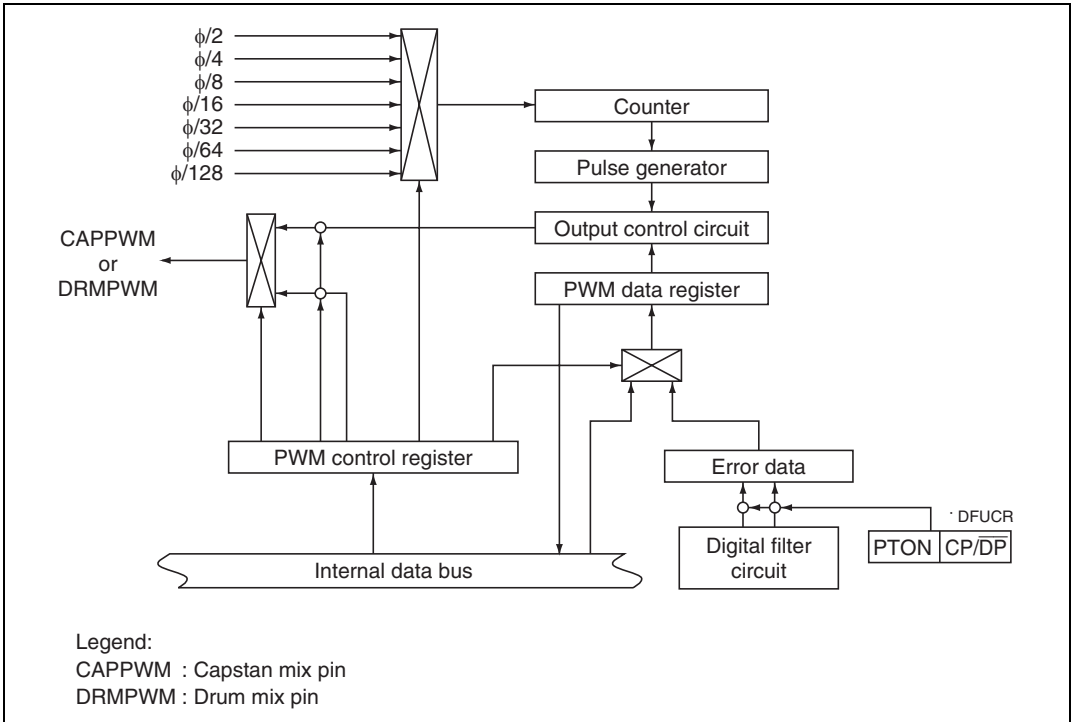 ϕ/2
ϕ/4
ϕ/8
ϕ/16
ϕ/32
ϕ/64
ϕ/128
Counter
Pulse generator
Output control circuit
PWM data register
CAPPWM
or
DRMPWM
PWM control register
Error data
· DFUCR
Digital filter
circuit
PTON CP/D̅P̅
Internal data bus
Legend:
CAPPWM : Capstan mix pin
DRMPWM : Drum mix pin